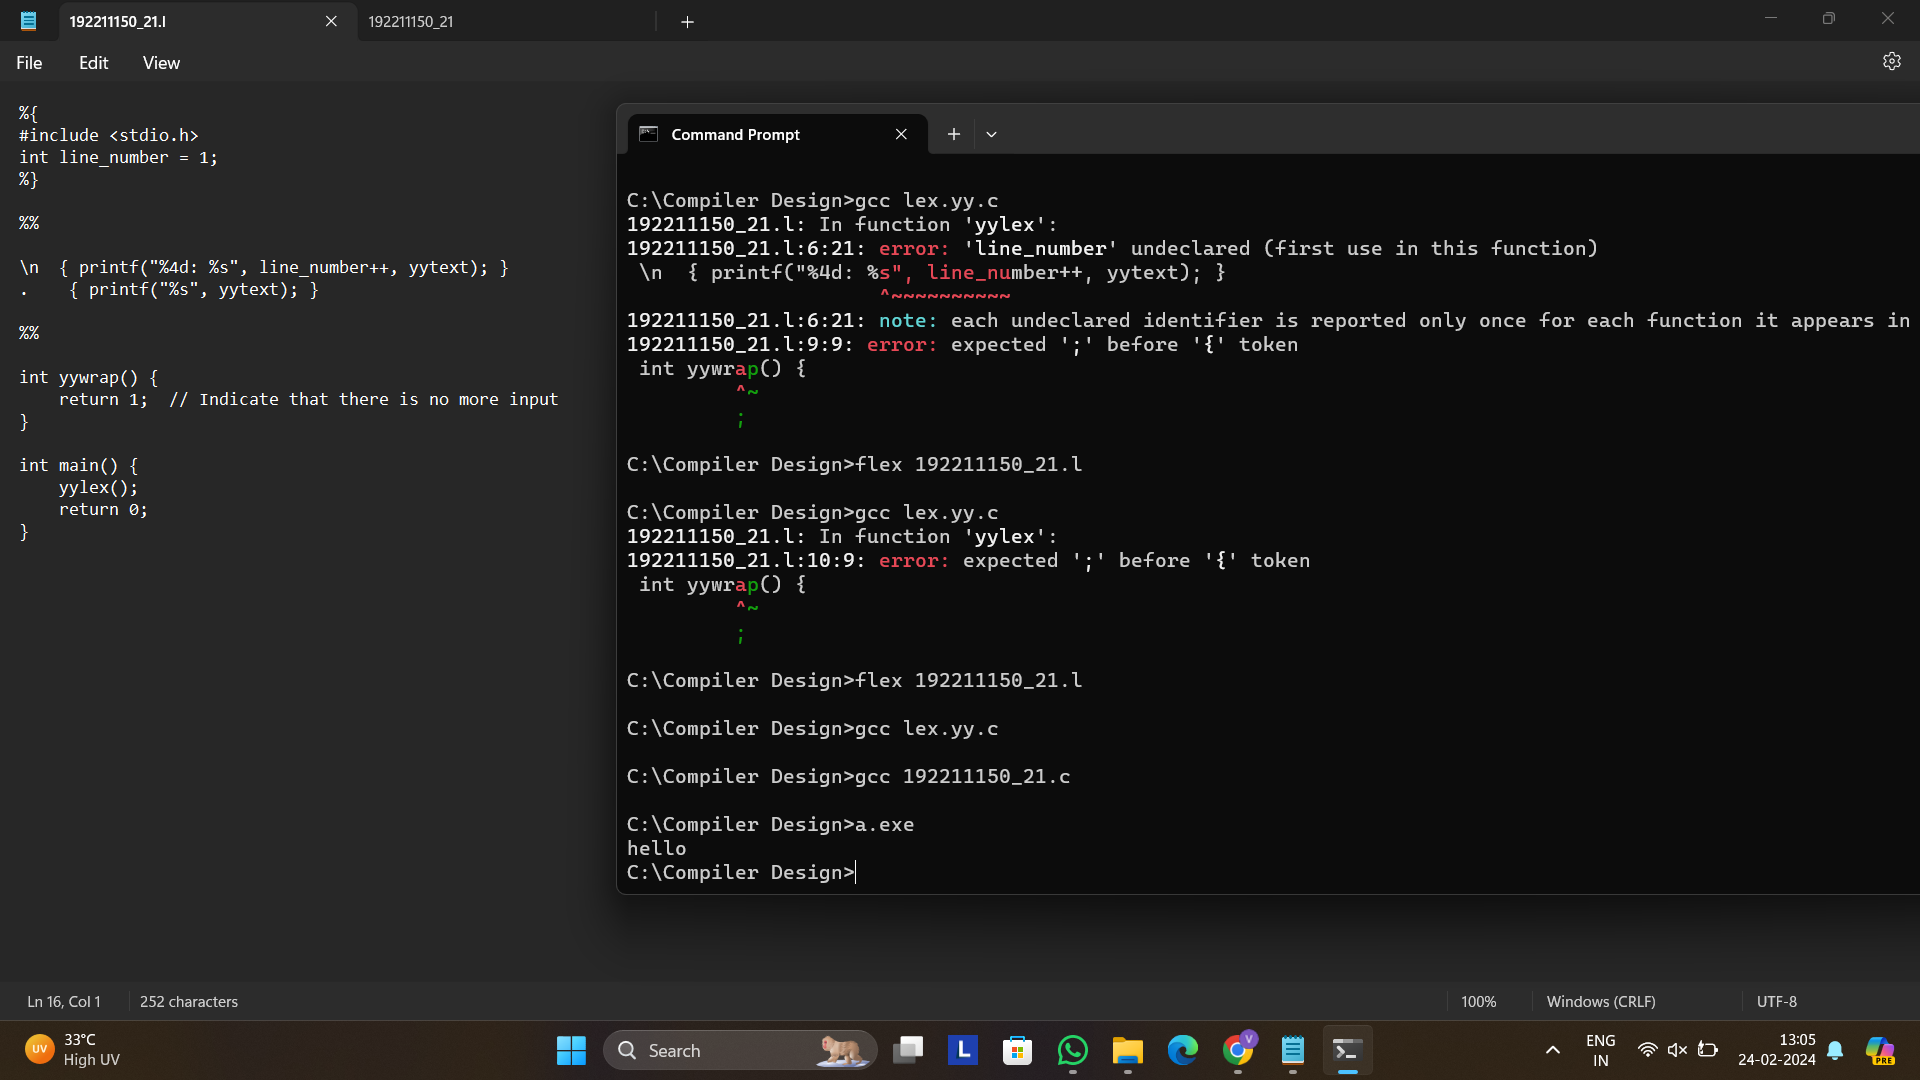 192211150_21.l
192211150_21
File
Edit
View
%{
#include <stdio.h>
int line_number = 1;
%}
%%
\n  { printf("%4d: %s", line_number++, yytext); }
.    { printf("%s", yytext); }
%%
int yywrap() {
    return 1;  // Indicate that there is no more input
}
int main() {
    yylex();
    return 0;
}
Command Prompt
C:\Compiler Design>gcc lex.yy.c
192211150_21.l: In function 'yylex':
192211150_21.l:6:21: error: 'line_number' undeclared (first use in this function)
 \n  { printf("%4d: %s", line_number++, yytext); }
                     ^~~~~~~~~~~
192211150_21.l:6:21: note: each undeclared identifier is reported only once for each function it appears in
192211150_21.l:9:9: error: expected ';' before '{' token
 int yywrap() {
         ^~
         ;
C:\Compiler Design>flex 192211150_21.l
C:\Compiler Design>gcc lex.yy.c
192211150_21.l: In function 'yylex':
192211150_21.l:10:9: error: expected ';' before '{' token
 int yywrap() {
         ^~
         ;
C:\Compiler Design>flex 192211150_21.l
C:\Compiler Design>gcc lex.yy.c
C:\Compiler Design>gcc 192211150_21.c
C:\Compiler Design>a.exe
hello
C:\Compiler Design>
Ln 16, Col 1
252 characters
100%
Windows (CRLF)
UTF-8
UV
33°C
High UV
Search
L
V
ENG
IN
13:05
24-02-2024
PRE